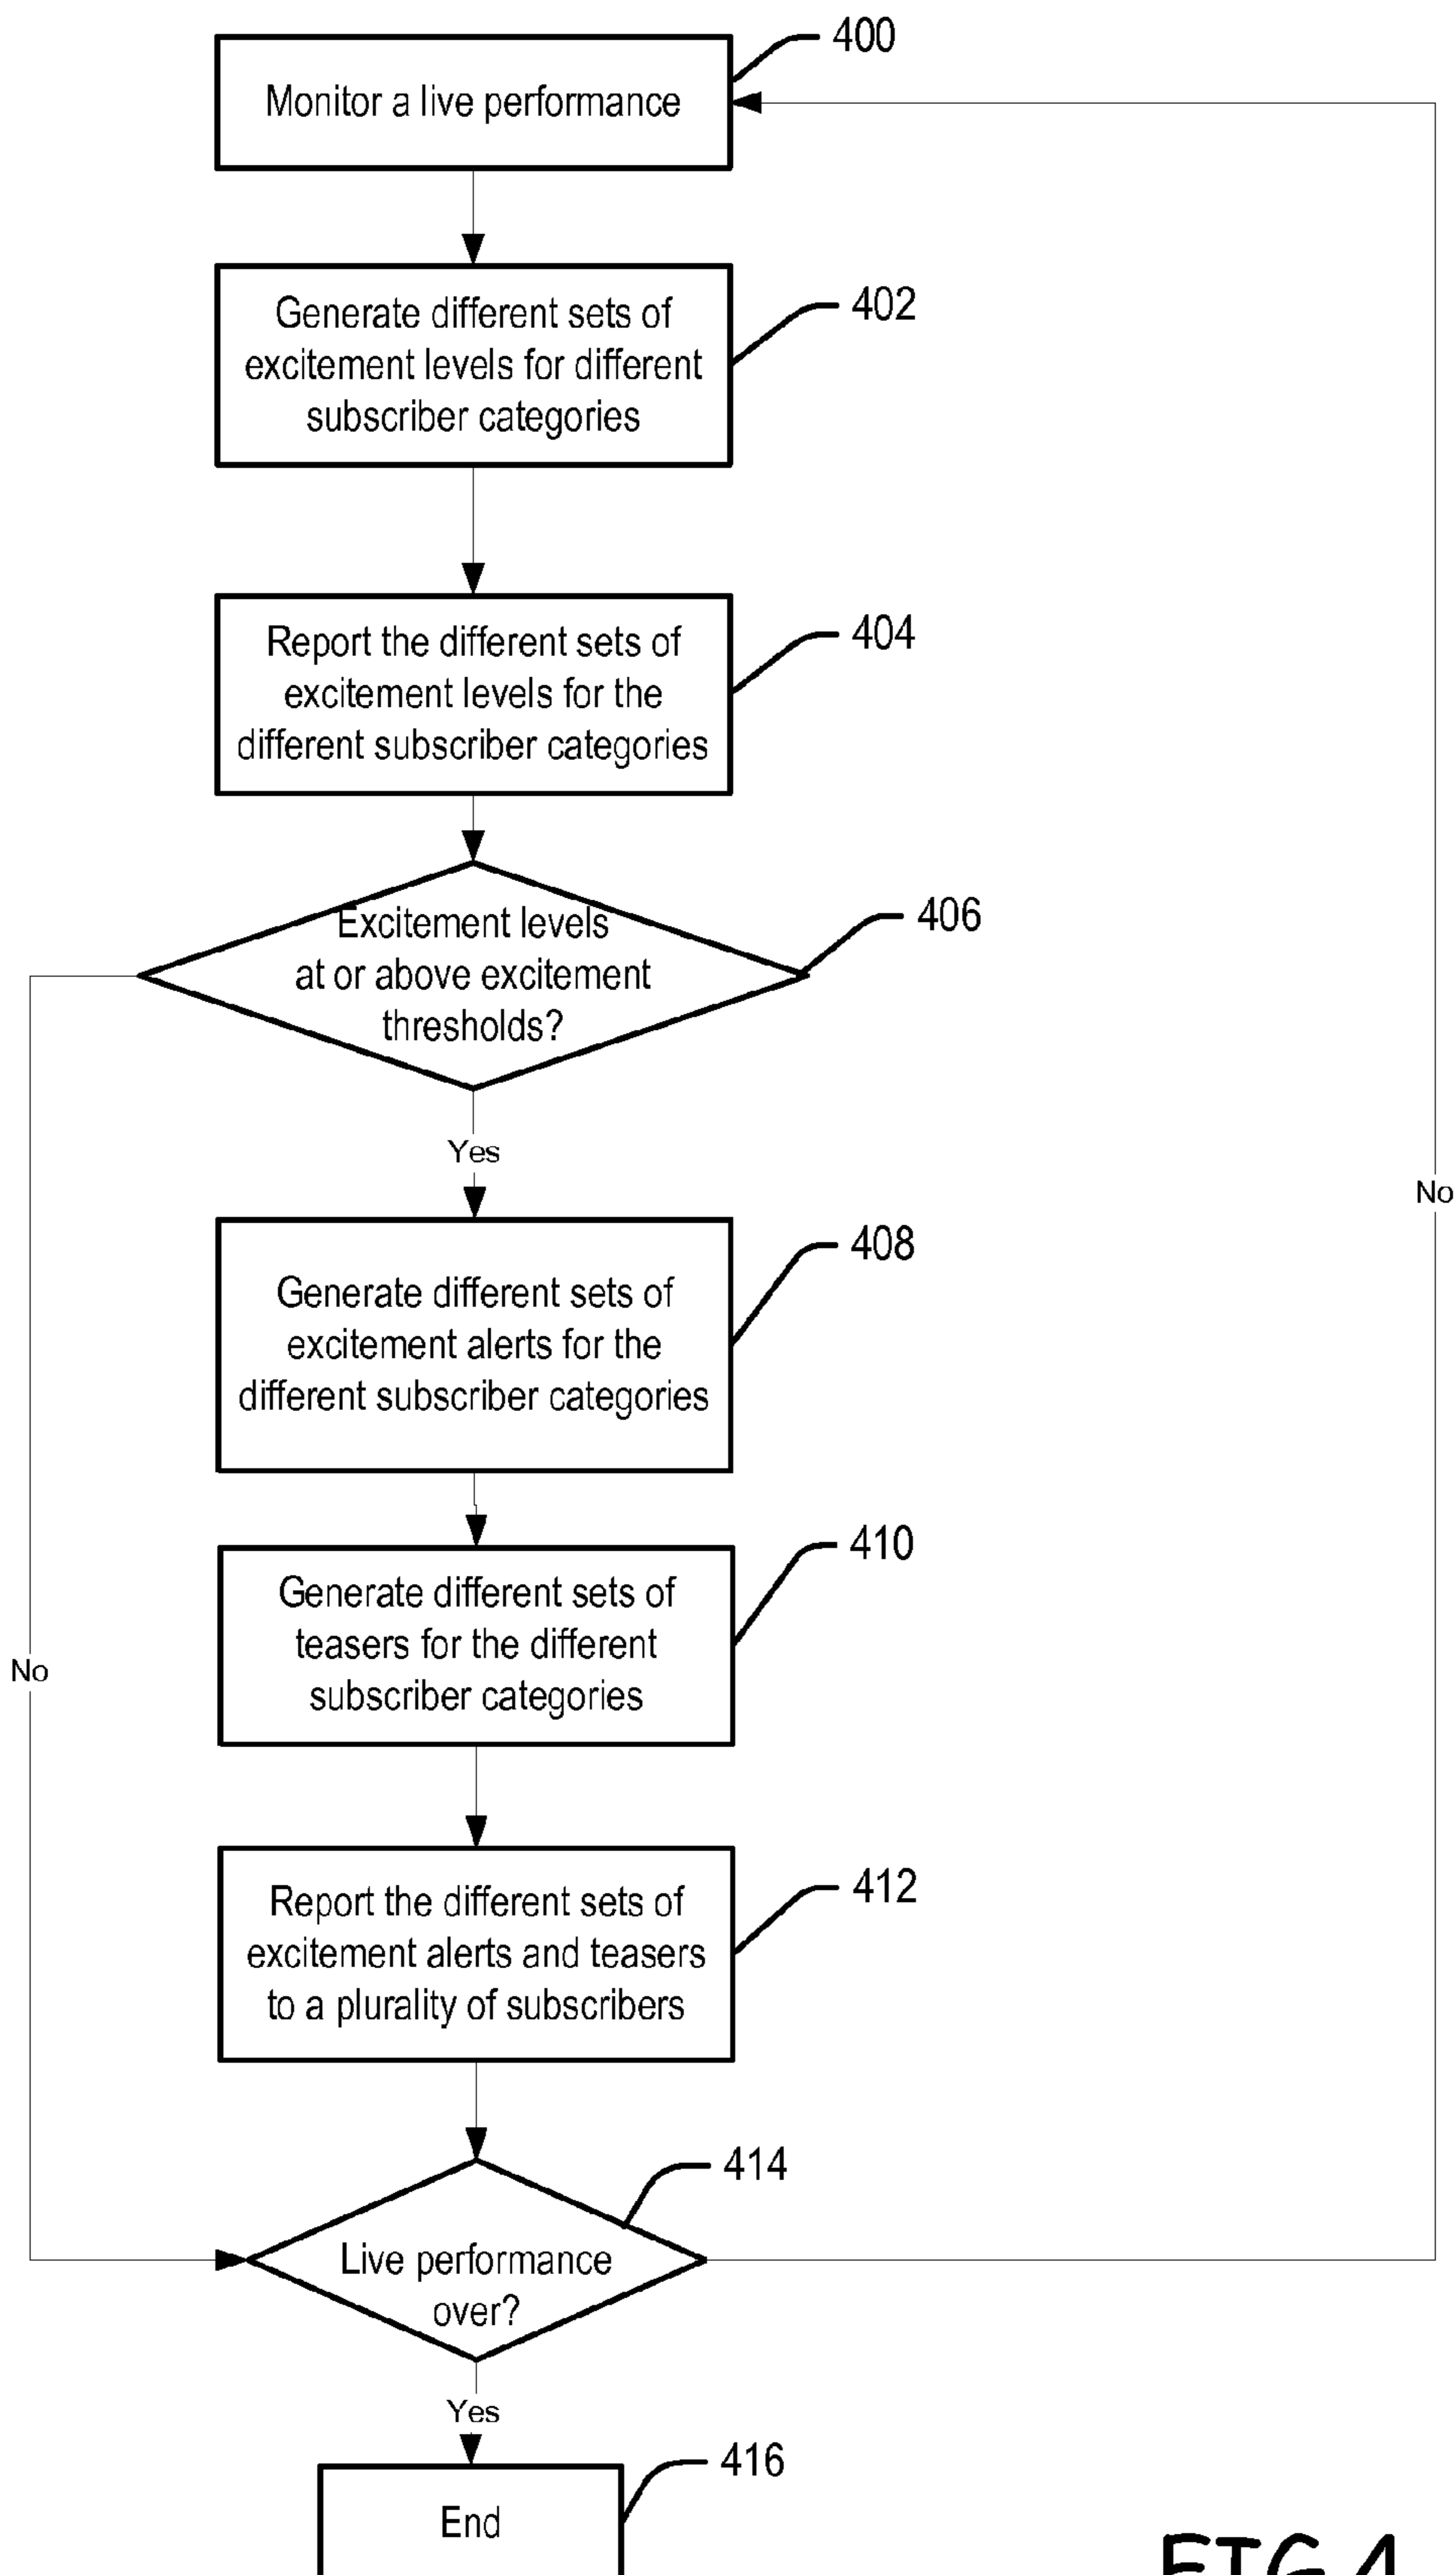 400
Monitor a live performance
402
Generate different sets of
excitement levels for different
subscriber categories
404
Report the different sets of
excitement levels for the
different subscriber categories
406
Excitement levels
at or above excitement
thresholds?
Yes
No
408
Generate different sets of
excitement alerts for the
different subscriber categories
410
Generate different sets of
teasers for the different
subscriber categories
No
412
Report the different sets of
excitement alerts and teasers
to a plurality of subscribers
414
Live performance
over?
Yes
416
End
FIG.4